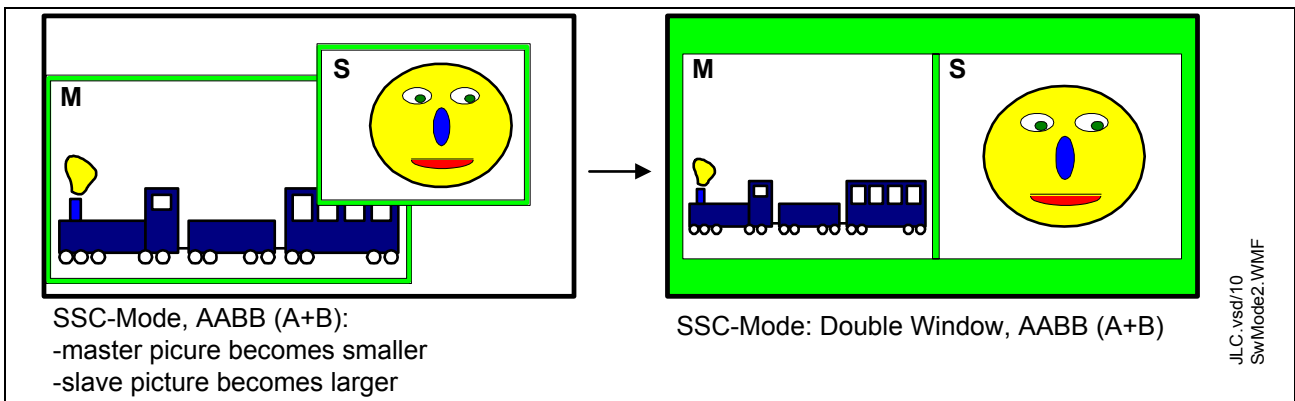 M
S
M
S
SSC-Mode, AABB (A+B):
-master picure becomes smaller
-slave picture becomes larger
SSC-Mode: Double Window, AABB (A+B)
JLC.vsd/10
SwMode2.WMF